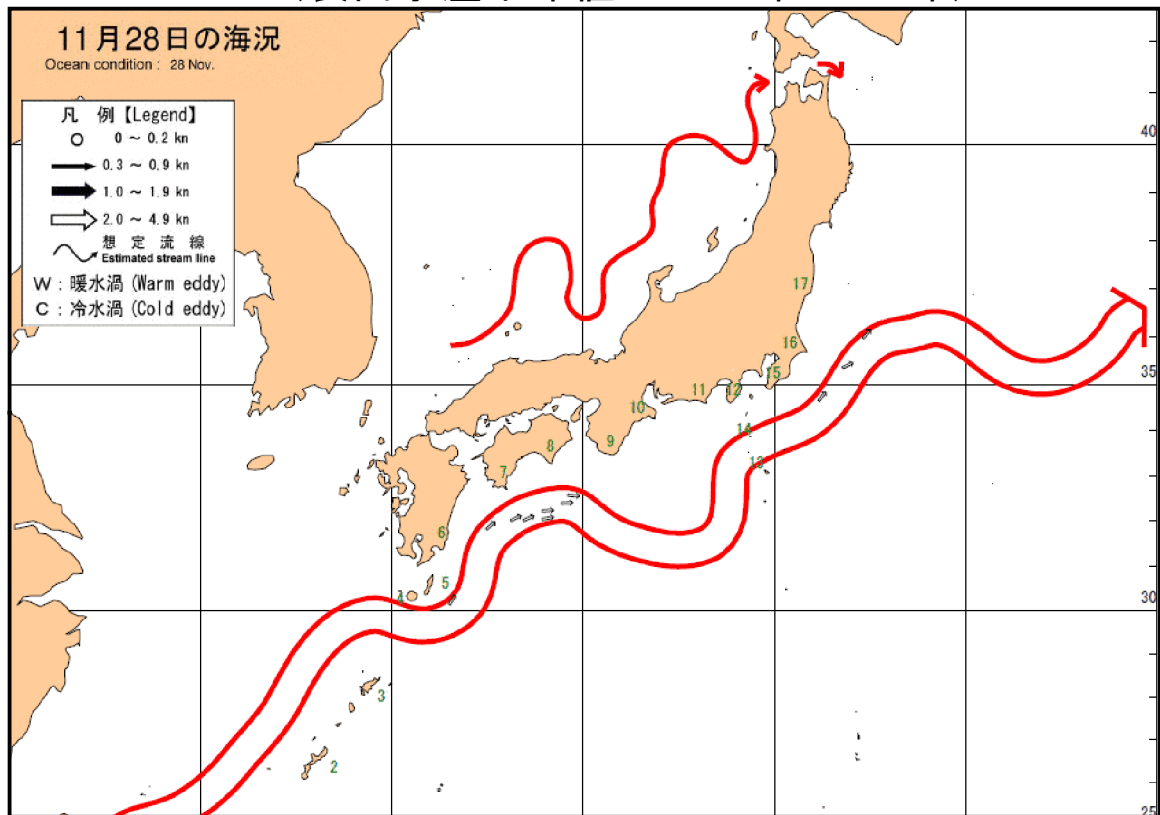 11月28日の海況
Ocean condition : 28 Nov.
凡 例【Legend】
0 ～ 0.2 kn
0.3 ～ 0.9 kn
1.0 ～ 1.9 kn
2.0 ～ 4.9 kn
想 定 流 線
Estimated stream line
W : 暖水渦 (Warm eddy)
C : 冷水渦 (Cold eddy)
40
17
16
35
15
12
11
10
14
9
8
13
7
6
5
4
30
3
2
25